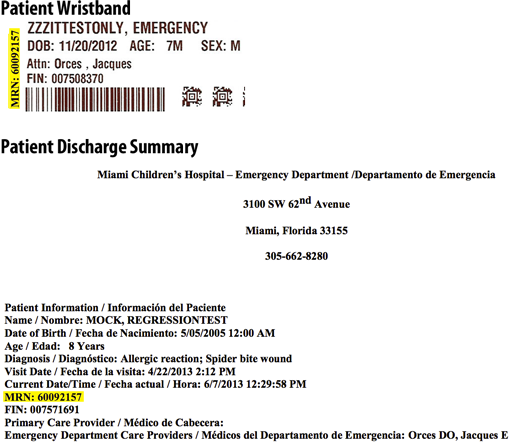 Patient Wristband
ZZZITTESTONLY, EMERGENCY
DOB: 11/20/2012 AGE: 7M SEX: M
Attn: Orces , Jacques
FIN: 007508370
MRN: 60092157
Patient Discharge Summary
Miami Children's Hospital – Emergency Department /Departamento de Emergencia
3100 SW 62nd Avenue
Miami, Florida 33155
305-662-8280
Patient Information / Información del Paciente
Name / Nombre: MOCK, REGRESSIONTEST
Date of Birth / Fecha de Nacimiento: 5/05/2005 12:00 AM
Age / Edad: 8 Years
Diagnosis / Diagnóstico: Allergic reaction; Spider bite wound
Visit Date / Fecha de la visita: 4/22/2013 2:12 PM
Current Date/Time / Fecha actual / Hora: 6/7/2013 12:29:58 PM
MRN: 60092157
FIN: 007571691
Primary Care Provider / Médico de Cabecera:
Emergency Department Care Providers / Médicos del Departamento de Emergencia: Orces DO, Jacques E